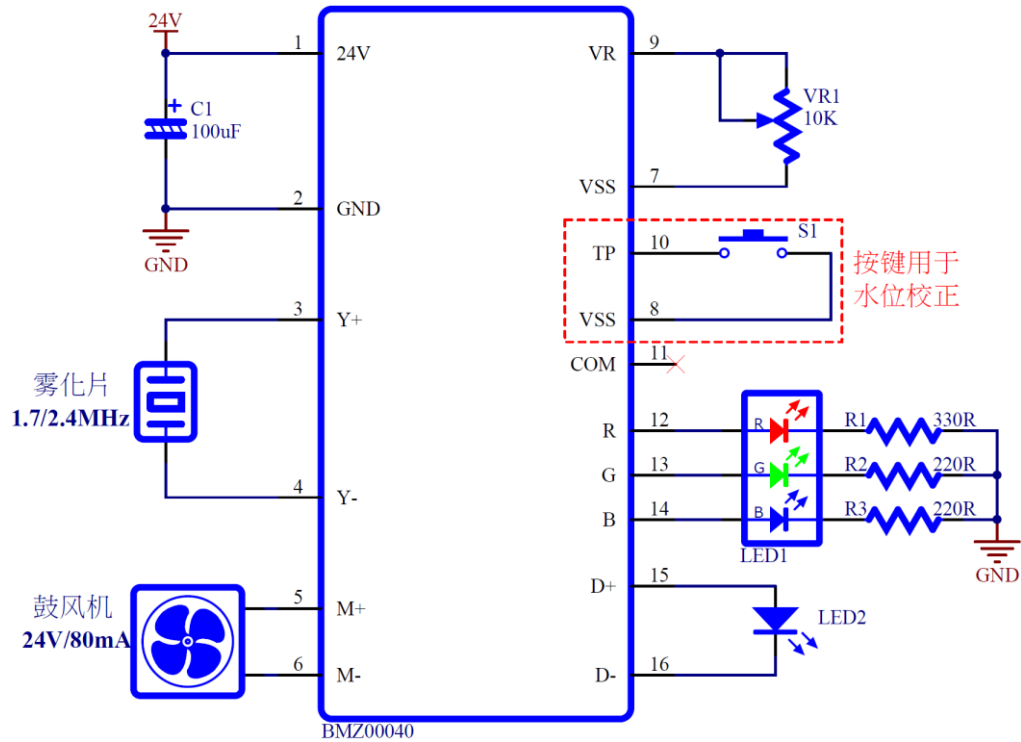 24V
1
24V
C1
100uF
2
GND
GND
3
Y+
雾化片
1.7/2.4MHz
4
Y-
鼓风机
24V/80mA
5
M+
6
M-
BMZ00040
VR
9
VR1
10K
VSS
7
TP
10
S1
按键用于
水位校正
VSS
8
COM
11
R
12
R
R1
330R
G
13
G
R2
220R
B
14
B
R3
220R
LED1
GND
D+
15
LED2
D-
16